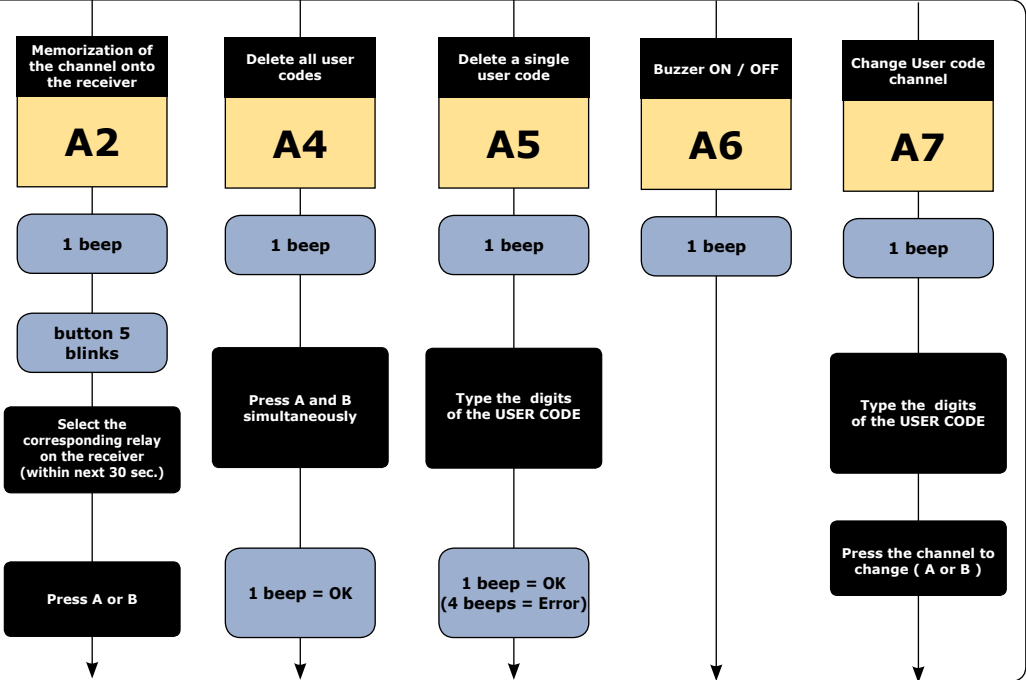 Memorization of
the channel onto
the receiver
A2
1 beep
button 5
blinks
Select the
corresponding relay
on the receiver
(within next 30 sec.)
Press A or B
Delete all user
codes
A4
1 beep
Press A and B
simultaneously
1 beep = OK
Delete a single
user code
A5
1 beep
Type the digits
of the USER CODE
1 beep = OK
(4 beeps = Error)
Buzzer ON / OFF
A6
1 beep
Change User code
channel
A7
1 beep
Type the digits
of the USER CODE
Press the channel to
change ( A or B )